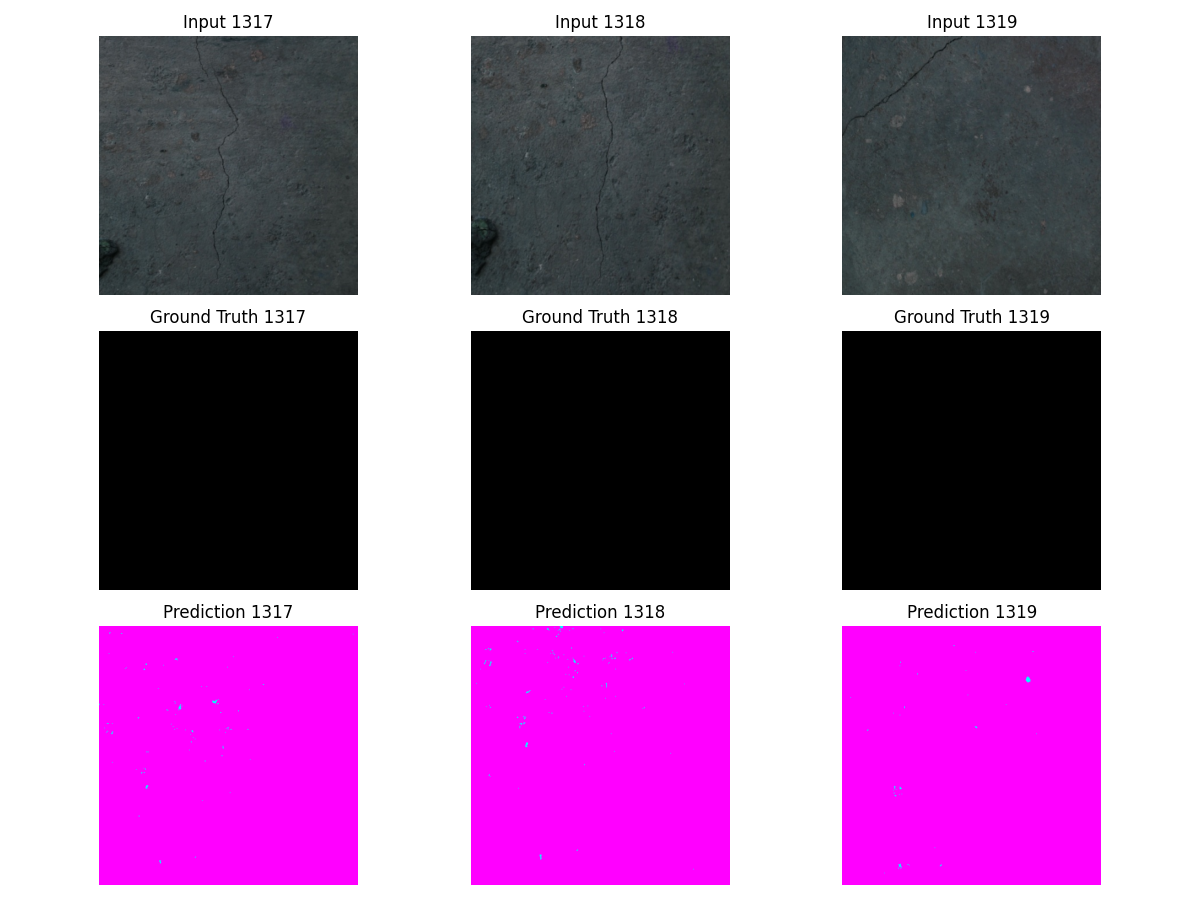 Input 1317
Input 1318
Input 1319
Ground Truth 1317
Ground Truth 1318
Ground Truth 1319
Prediction 1317
Prediction 1318
Prediction 1319